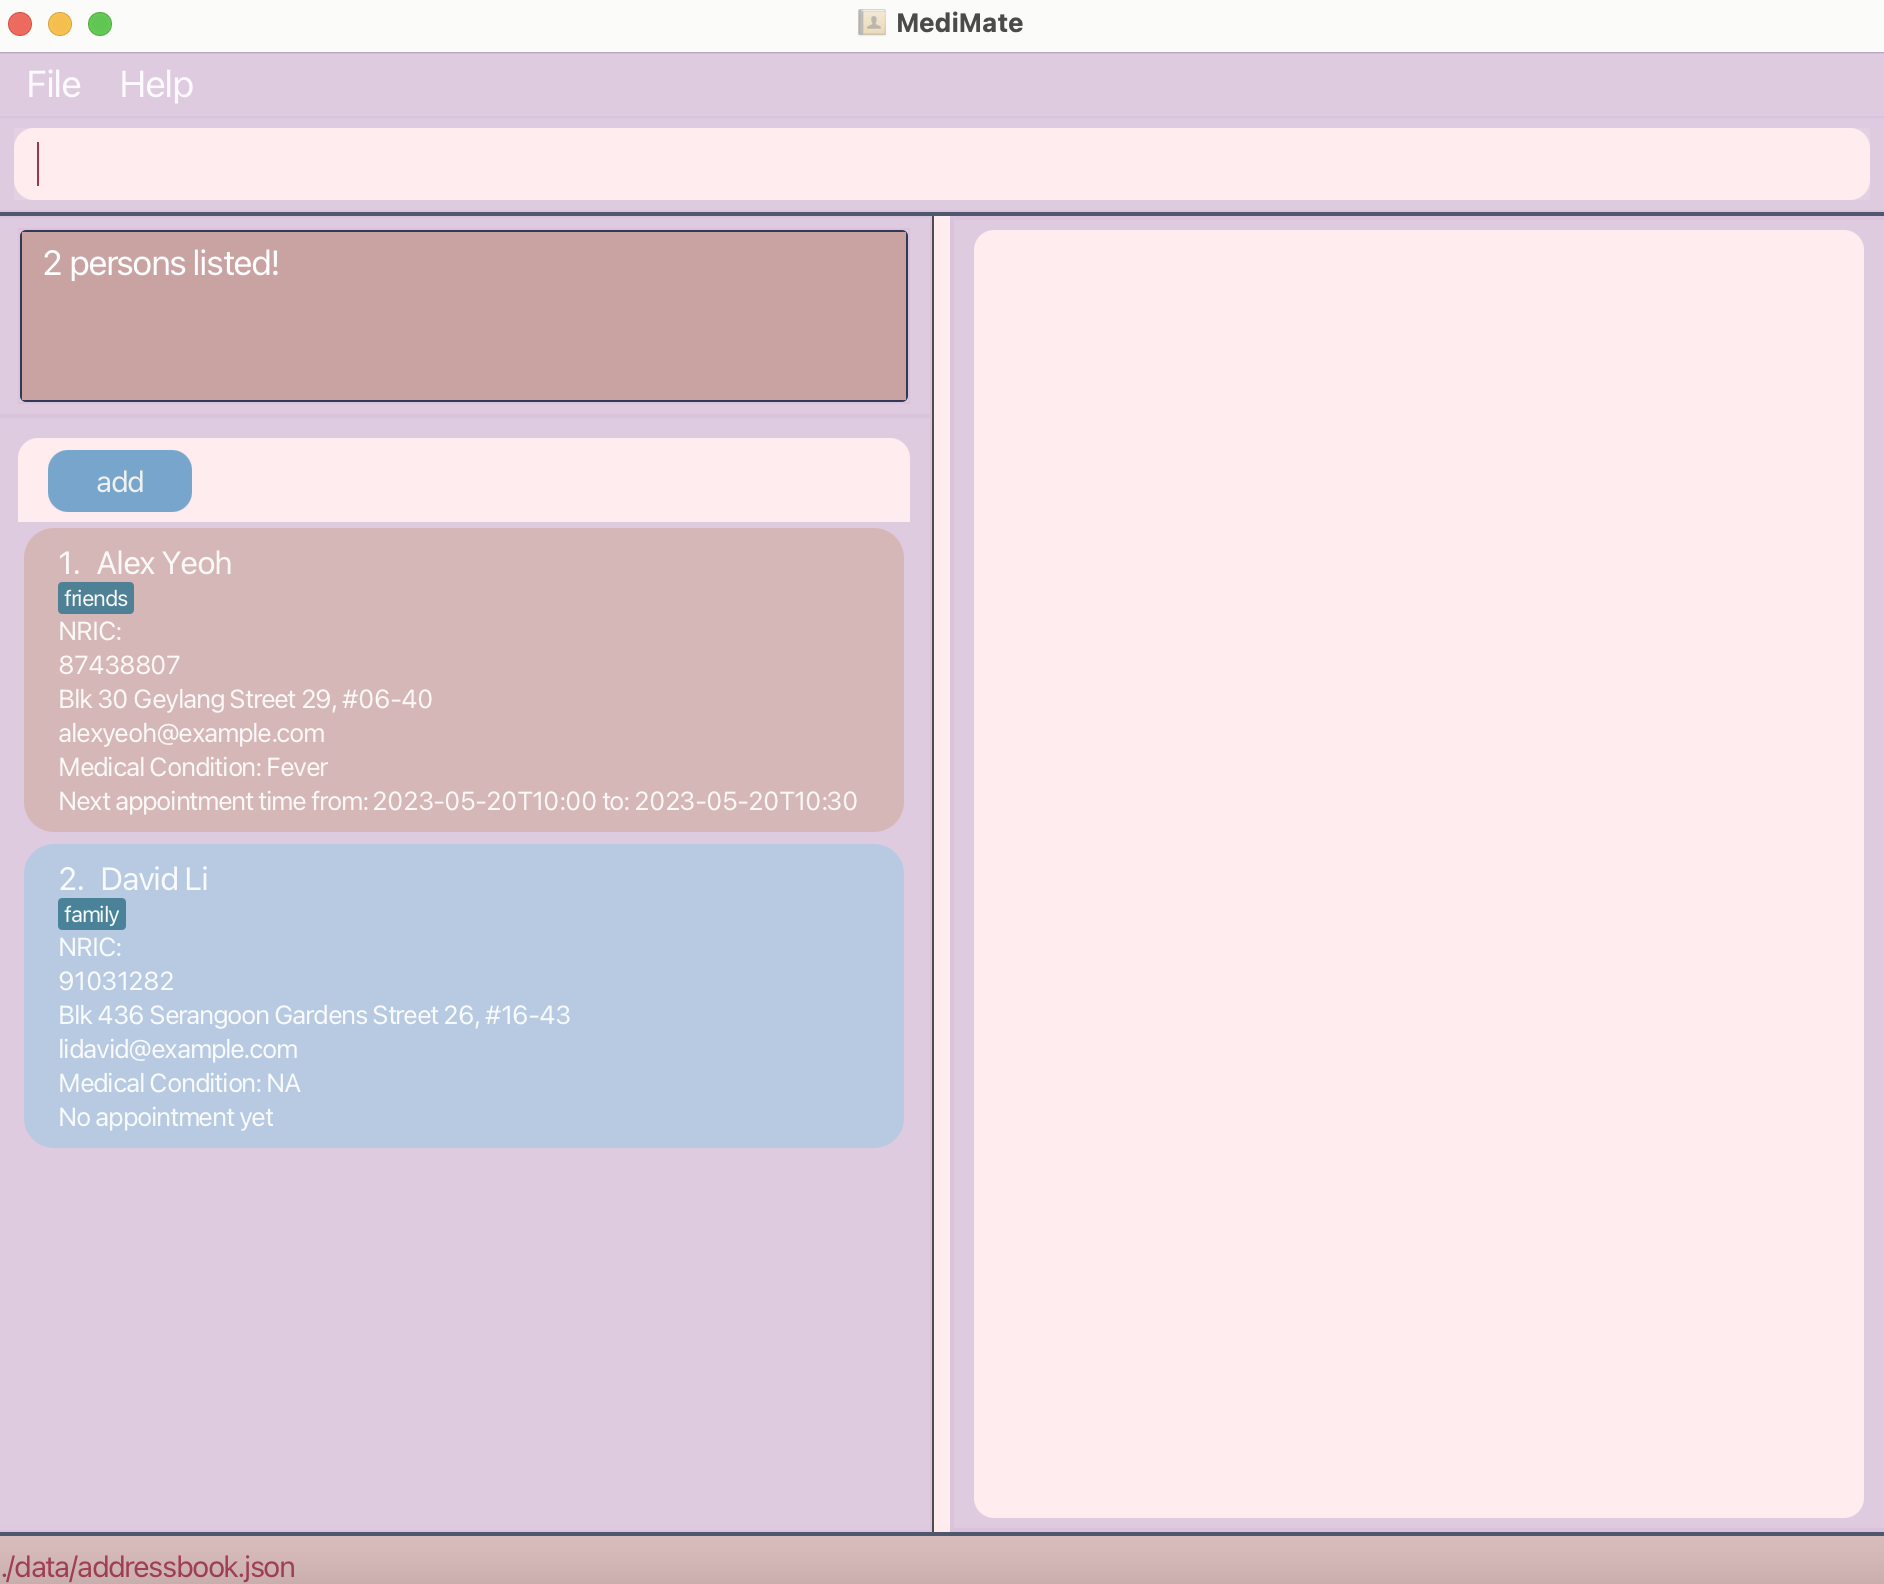 MediMate
File Help
2 persons listed!
add
1. Alex Yeoh
friends
NRIC:
87438807
Blk 30 Geylang Street 29, #06-40
alexyeoh@example.com
Medical Condition: Fever
Next appointment time from: 2023-05-20T10:00 to: 2023-05-20T10:30
2. David Li
family
NRIC:
91031282
Blk 436 Serangoon Gardens Street 26, #16-43
lidavid@example.com
Medical Condition: NA
No appointment yet
./data/addressbook.json